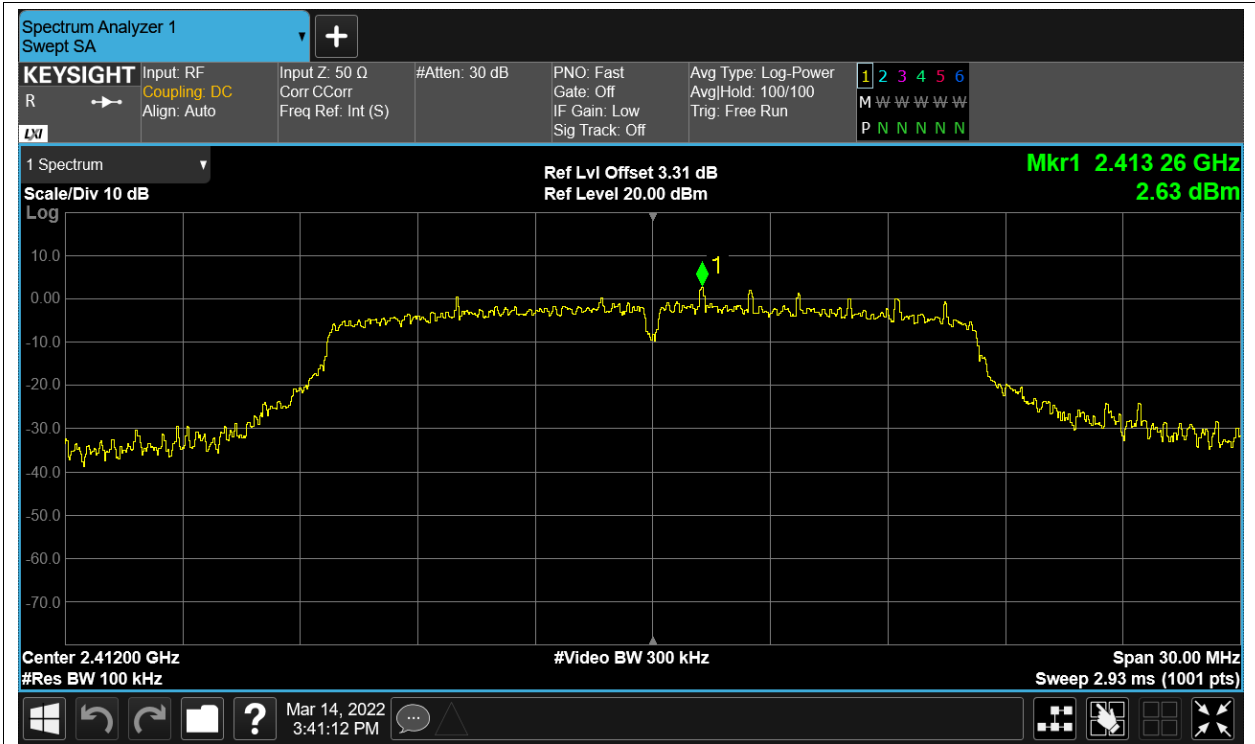 Spectrum Analyzer 1
Swept SA
KEYSIGHT
R
LXI
Input: RF
Coupling: DC
Align: Auto
Input Z: 50 Ω
Corr CCorr
Freq Ref: Int (S)
#Atten: 30 dB
PNO: Fast
Gate: Off
IF Gain: Low
Sig Track: Off
Avg Type: Log-Power
Avg|Hold: 100/100
Trig: Free Run
1 2 3 4 5 6
M W W W W W
P N N N N N
1 Spectrum
Scale/Div 10 dB
Log
Ref Lvl Offset 3.31 dB
Ref Level 20.00 dBm
Mkr1 2.413 26 GHz
2.63 dBm
1
10.0
0.00
-10.0
-20.0
-30.0
-40.0
-50.0
-60.0
-70.0
Center 2.41200 GHz
#Res BW 100 kHz
#Video BW 300 kHz
Span 30.00 MHz
Sweep 2.93 ms (1001 pts)
?
Mar 14, 2022
3:41:12 PM